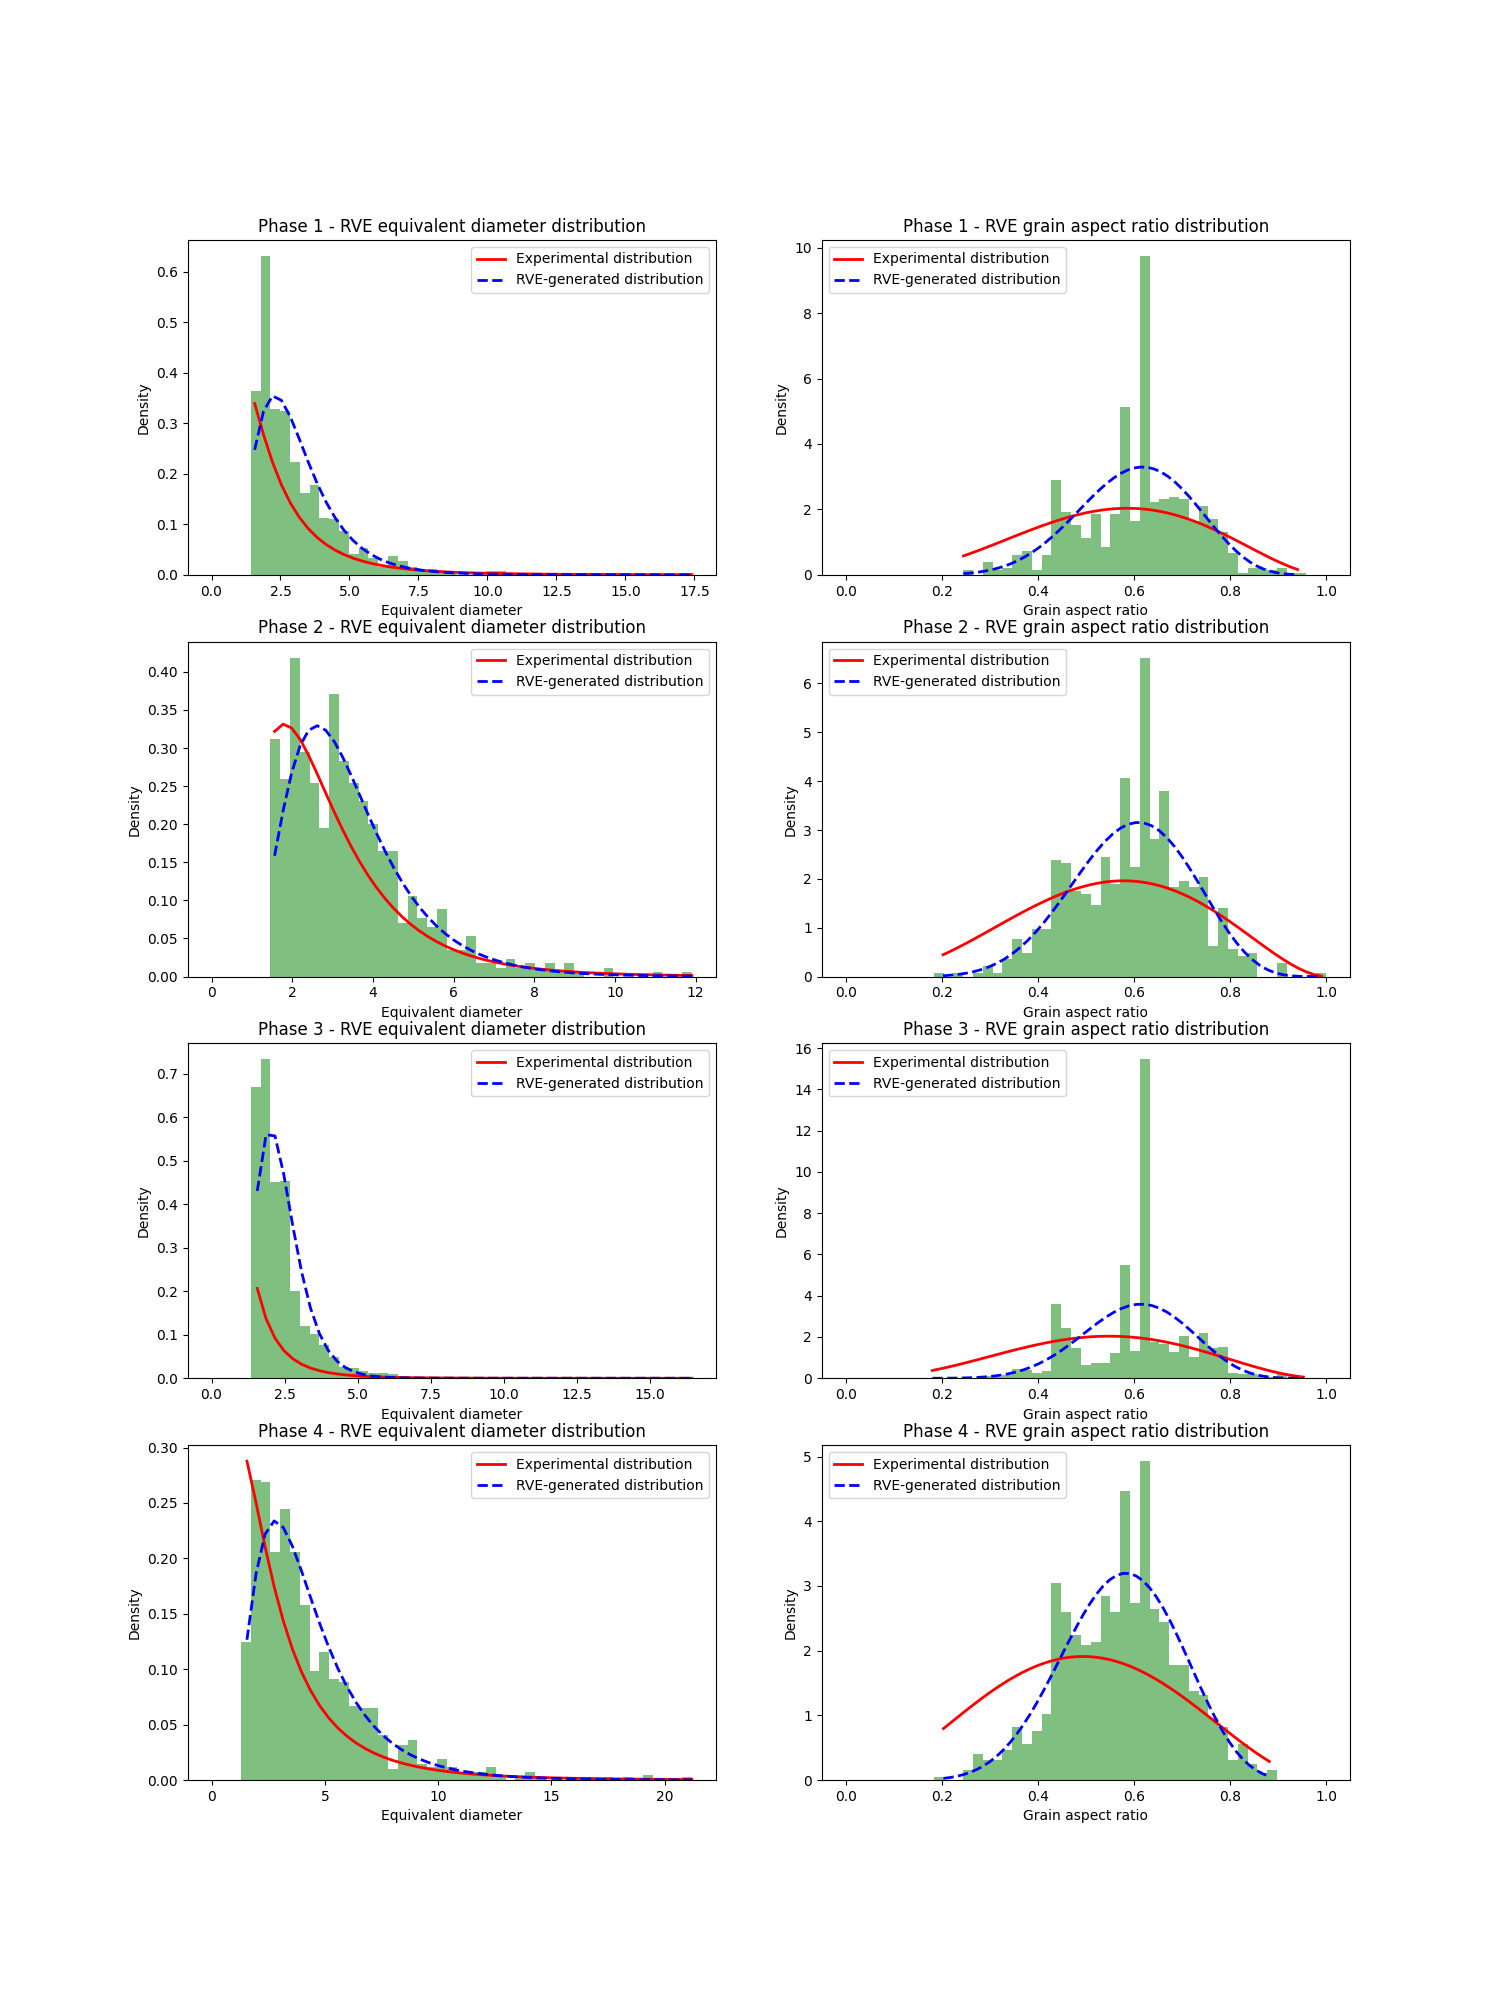 Phase 1 - RVE equivalent diameter distribution
Experimental distribution
RVE-generated distribution
0.6
0.5
0.4
0.3
0.2
0.1
0.0
Density
0.0 2.5 5.0 7.5 10.0 12.5 15.0 17.5
Equivalent diameter
Phase 1 - RVE grain aspect ratio distribution
Experimental distribution
RVE-generated distribution
10
8
6
4
2
0
Density
0.0 0.2 0.4 0.6 0.8 1.0
Grain aspect ratio
Phase 2 - RVE equivalent diameter distribution
Experimental distribution
RVE-generated distribution
0.40
0.35
0.30
0.25
0.20
0.15
0.10
0.05
0.00
Density
0 2 4 6 8 10 12
Equivalent diameter
Phase 2 - RVE grain aspect ratio distribution
Experimental distribution
RVE-generated distribution
6
5
4
3
2
1
0
Density
0.0 0.2 0.4 0.6 0.8 1.0
Grain aspect ratio
Phase 3 - RVE equivalent diameter distribution
Experimental distribution
RVE-generated distribution
0.7
0.6
0.5
0.4
0.3
0.2
0.1
0.0
Density
0.0 2.5 5.0 7.5 10.0 12.5 15.0
Equivalent diameter
Phase 3 - RVE grain aspect ratio distribution
Experimental distribution
RVE-generated distribution
16
14
12
10
8
6
4
2
0
Density
0.0 0.2 0.4 0.6 0.8 1.0
Grain aspect ratio
Phase 4 - RVE equivalent diameter distribution
Experimental distribution
RVE-generated distribution
0.30
0.25
0.20
0.15
0.10
0.05
0.00
Density
0 5 10 15 20
Equivalent diameter
Phase 4 - RVE grain aspect ratio distribution
Experimental distribution
RVE-generated distribution
5
4
3
2
1
0
Density
0.0 0.2 0.4 0.6 0.8 1.0
Grain aspect ratio